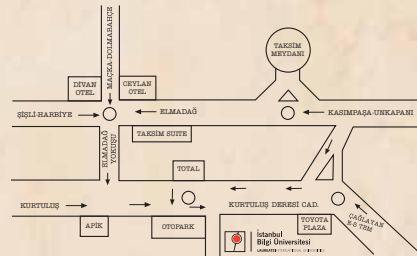 MAÇKA-DOLMABAHÇE
TAKSİM
MEYDANI
DİVAN
OTEL
CEYLAN
OTEL
ŞİŞLİ-HARBİYE
ELMADAĞ
KASIMPAŞA-UNKAPANI
ELMADAĞ
YOKUŞU
TAKSİM SUITE
TOTAL
KURTULUŞ
KURTULUŞ DERESİ CAD.
APİK
OTOPARK
TOYOTA
PLAZA
ÇAĞLAYAN
E-5 TEM
İstanbul
Bilgi Üniversitesi